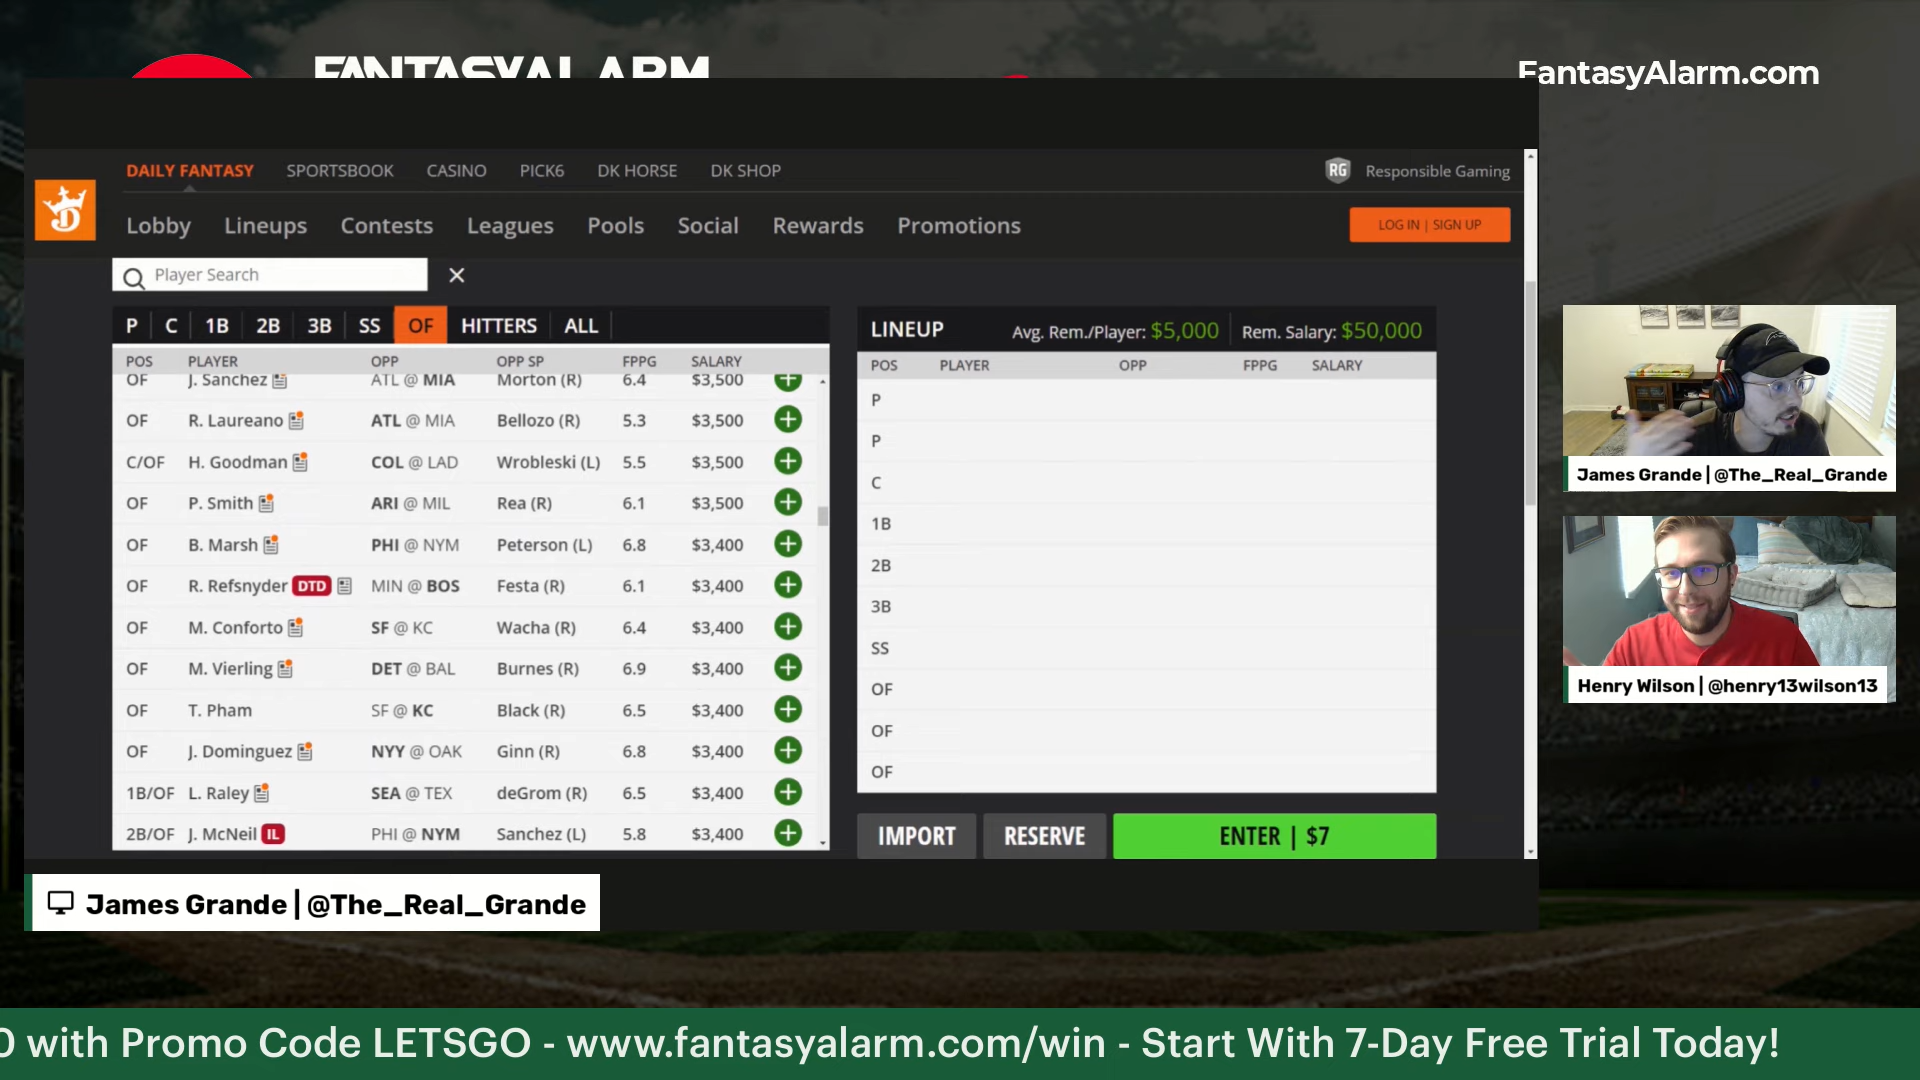 FANTASYALARM
FantasyAlarm.com
DAILY FANTASY SPORTSBOOK CASINO PICK6 DK HORSE DK SHOP
RG Responsible Gaming
Lobby Lineups Contests Leagues Pools Social Rewards Promotions
LOG IN | SIGN UP
Player Search
P C 1B 2B 3B SS OF HITTERS ALL
POS PLAYER OPP OPP SP FPPG SALARY
OF J. Sanchez ATL @ MIA Morton (R) 6.4 $3,500
OF R. Laureano ATL @ MIA Bellozo (R) 5.3 $3,500
C/OF H. Goodman COL @ LAD Wrobleski (L) 5.5 $3,500
OF P. Smith ARI @ MIL Rea (R) 6.1 $3,500
OF B. Marsh PHI @ NYM Peterson (L) 6.8 $3,400
OF R. Refsnyder DTD MIN @ BOS Festa (R) 6.1 $3,400
OF M. Conforto SF @ KC Wacha (R) 6.4 $3,400
OF M. Vierling DET @ BAL Burnes (R) 6.9 $3,400
OF T. Pham SF @ KC Black (R) 6.5 $3,400
OF J. Dominguez NYY @ OAK Ginn (R) 6.8 $3,400
1B/OF L. Raley SEA @ TEX deGrom (R) 6.5 $3,400
2B/OF J. McNeil IL PHI @ NYM Sanchez (L) 5.8 $3,400
LINEUP Avg. Rem./Player: $5,000 Rem. Salary: $50,000
POS PLAYER OPP FPPG SALARY
P
P
C
1B
2B
3B
SS
OF
OF
OF
IMPORT RESERVE ENTER | $7
James Grande | @The_Real_Grande
Henry Wilson | @henry13wilson13
James Grande | @The_Real_Grande
0 with Promo Code LETSGO - www.fantasyalarm.com/win - Start With 7-Day Free Trial Today!